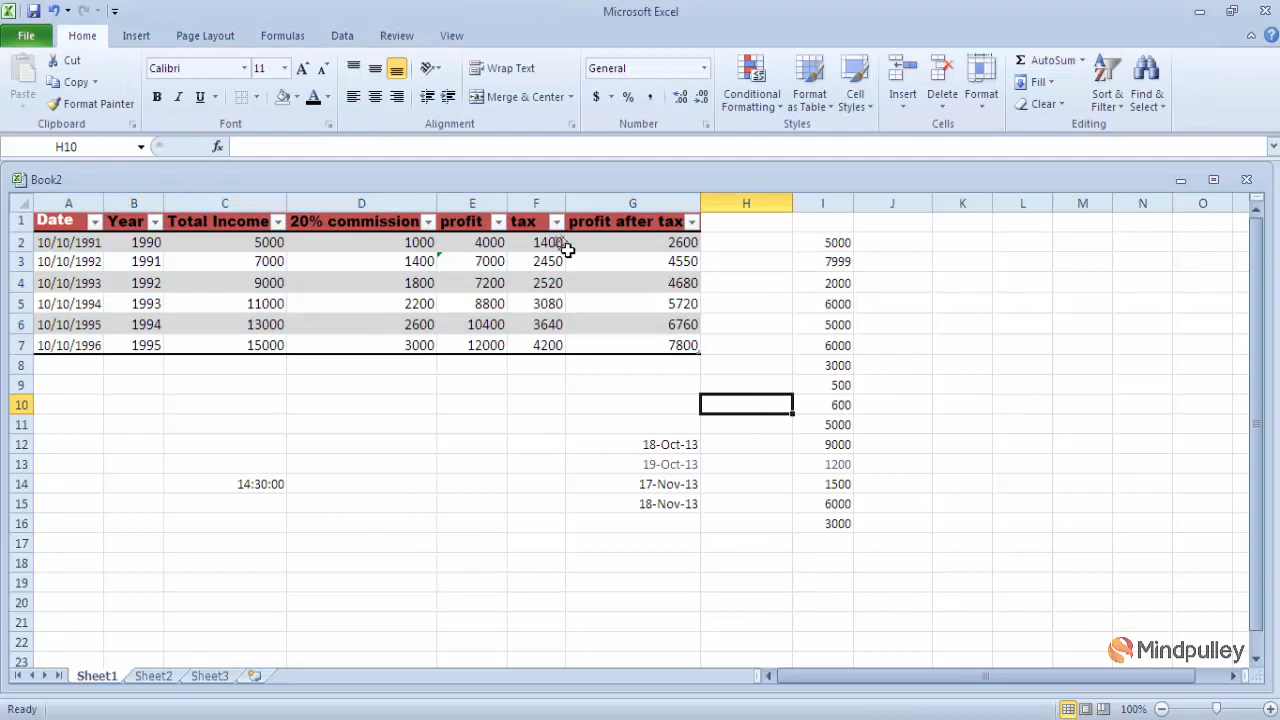 Microsoft Excel
File Home Insert Page Layout Formulas Data Review View
Paste
Cut
Copy
Format Painter
Clipboard
Calibri 11
B I U
Font
Wrap Text
Merge & Center
Alignment
General
$ % ,
Number
Conditional Formatting
Format as Table
Cell Styles
Styles
Insert
Delete
Format
Cells
AutoSum
Fill
Clear
Sort & Filter
Find & Select
Editing
H10 fx
Book2
A B C D E F G H I J K L M N O
1 Date Year Total Income 20% commission profit tax profit after tax
2 10/10/1991 1990 5000 1000 4000 1400 2600 5000
3 10/10/1992 1991 7000 1400 7000 2450 4550 7999
4 10/10/1993 1992 9000 1800 7200 2520 4680 2000
5 10/10/1994 1993 11000 2200 8800 3080 5720 6000
6 10/10/1995 1994 13000 2600 10400 3640 6760 5000
7 10/10/1996 1995 15000 3000 12000 4200 7800 6000
8 3000
9 500
10 600
11 5000
12 18-Oct-13 9000
13 19-Oct-13 1200
14 14:30:00 17-Nov-13 1500
15 18-Nov-13 6000
16 3000
17
18
19
20
21
22
23
Mindpulley
Sheet1 Sheet2 Sheet3
Ready 100%